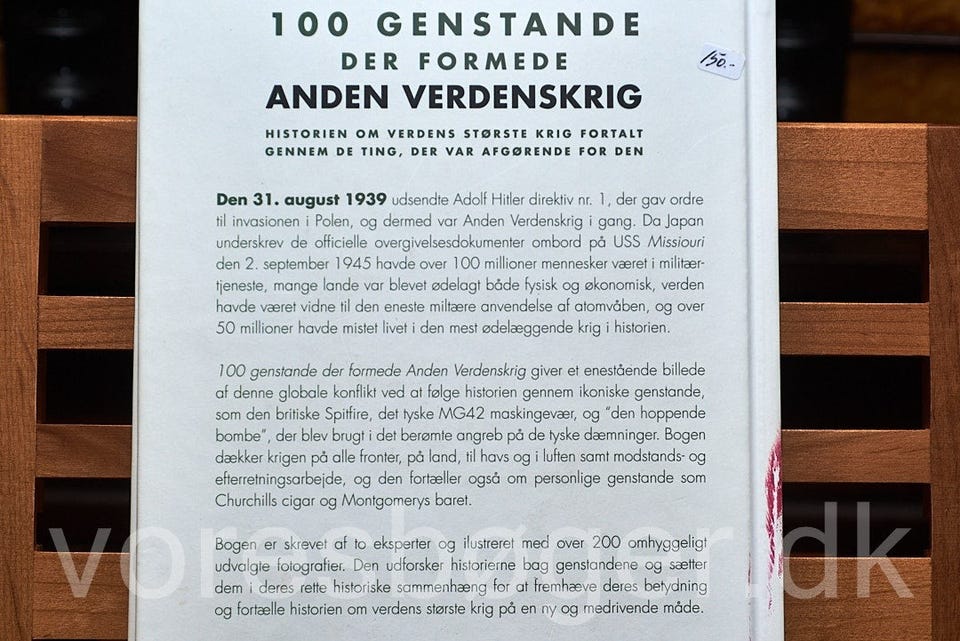 100 GENSTANDE
DER FORMEDE
ANDEN VERDENSKRIG
150.-
HISTORIEN OM VERDENS STØRSTE KRIG FORTALT
GENNEM DE TING, DER VAR AFGØRENDE FOR DEN
Den 31. august 1939 udsendte Adolf Hitler direktiv nr. 1, der gav ordre
til invasionen i Polen, og dermed var Anden Verdenskrig i gang. Da Japan
underskrev de officielle overgivelsesdokumenter ombord på USS Missiouri
den 2. september 1945 havde over 100 millioner mennesker været i militær-
tjeneste, mange lande var blevet ødelagt både fysisk og økonomisk, verden
havde været vidne til den eneste miltære anvendelse af atomvåben, og over
50 millioner havde mistet livet i den mest ødelæggende krig i historien.
100 genstande der formede Anden Verdenskrig giver et enestående billede
af denne globale konflikt ved at følge historien gennem ikoniske genstande,
som den britiske Spitfire, det tyske MG42 maskingevær, og "den hoppende
bombe", der blev brugt i det berømte angreb på de tyske dæmninger. Bogen
dækker krigen på alle fronter, på land, til havs og i luften samt modstands- og
efterretningsarbejde, og den fortæller også om personlige genstande som
Churchills cigar og Montgomerys baret.
Bogen er skrevet af to eksperter og illustreret med over 200 omhyggeligt
udvalgte fotografier. Den udforsker historierne bag genstandene og sætter
dem i deres rette historiske sammenhæng for at fremhæve deres betydning
og fortælle historien om verdens største krig på en ny og medrivende måde.
voresbøger.dk